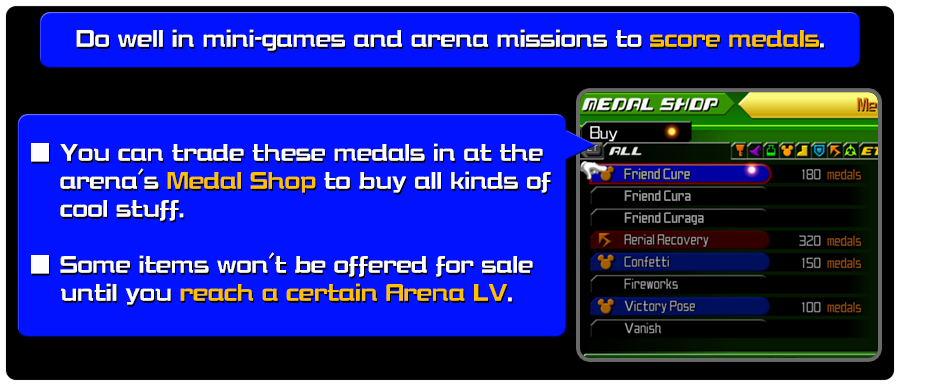 Do well in mini-games and arena missions to score medals.
You can trade these medals in at the
arena's Medal Shop to buy all kinds of
cool stuff.
Some items won't be offered for sale
until you reach a certain Arena LV.
MEDAL SHOP
Me
Buy
ALL
Friend Cure 180 medals
Friend Cura
Friend Curaga
Aerial Recovery 320 medals
Confetti 150 medals
Fireworks
Victory Pose 100 medals
Vanish